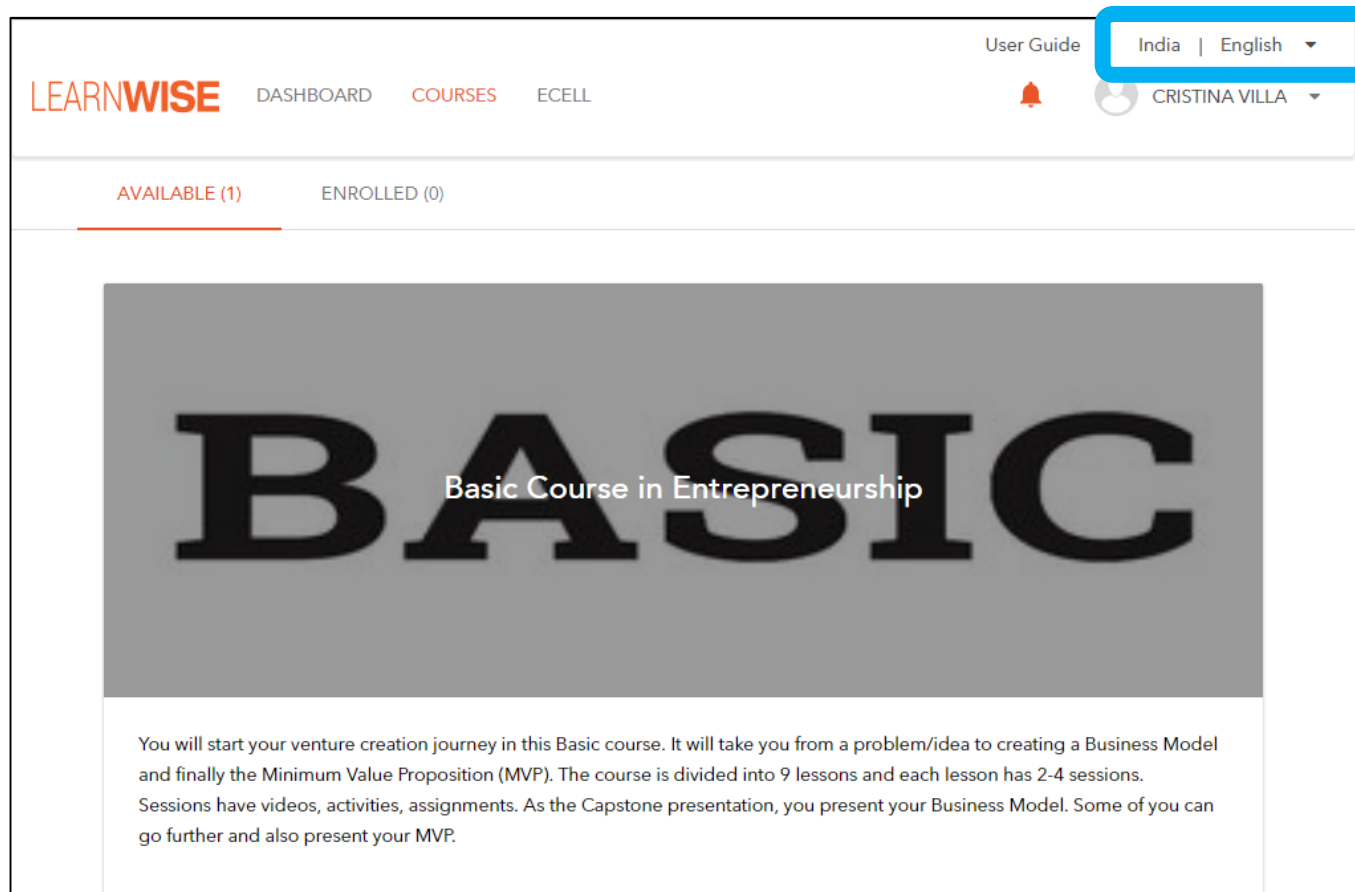 User Guide India | English
LEARNWISE DASHBOARD COURSES ECELL CRISTINA VILLA
AVAILABLE (1) ENROLLED (0)
BASIC
Basic Course in Entrepreneurship
You will start your venture creation journey in this Basic course. It will take you from a problem/idea to creating a Business Model
and finally the Minimum Value Proposition (MVP). The course is divided into 9 lessons and each lesson has 2-4 sessions.
Sessions have videos, activities, assignments. As the Capstone presentation, you present your Business Model. Some of you can
go further and also present your MVP.